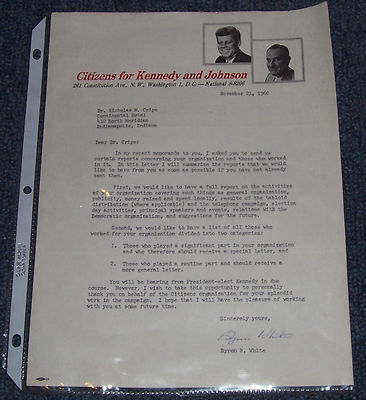 Citizens for Kennedy and Johnson
261 Constitution Ave., N. W., Washington 1, D.C. — National 8-8206
November 21, 1960
Dr. Nicholas M. Cripe
Continental Hotel
410 North Meridian
Indianapolis, Indiana
Dear Dr. Cripe:
In my recent memoranda to you, I asked you to send us
certain reports concerning your organization and those who worked
in it. In this letter I will summarize the reports that we would like
to have from you as soon as possible if you have not already
sent them.
First, we would like to have a full report on the activities
of your organization covering such things as general organization,
publicity, money raised and spent locally, results of the tabloid
distribution (where applicable) and the telephone campaign, election
day activities, principal speakers and events, relations with the
Democratic organization, and suggestions for the future.
Second, we would like to have a list of all those who
worked for your organization divided into two categories:
1. Those who played a significant part in your organization
and who therefore should receive a special letter, and
2. Those who played a routine part and should receive a
more general letter.
You will be hearing from President-elect Kennedy in due
course. However, I wish to take this opportunity to personally
thank you on behalf of the Citizens organization for your splendid
work in the campaign. I hope that I will have the pleasure of working
with you at some future time.
Sincerely yours,
Byron White
Byron R. White